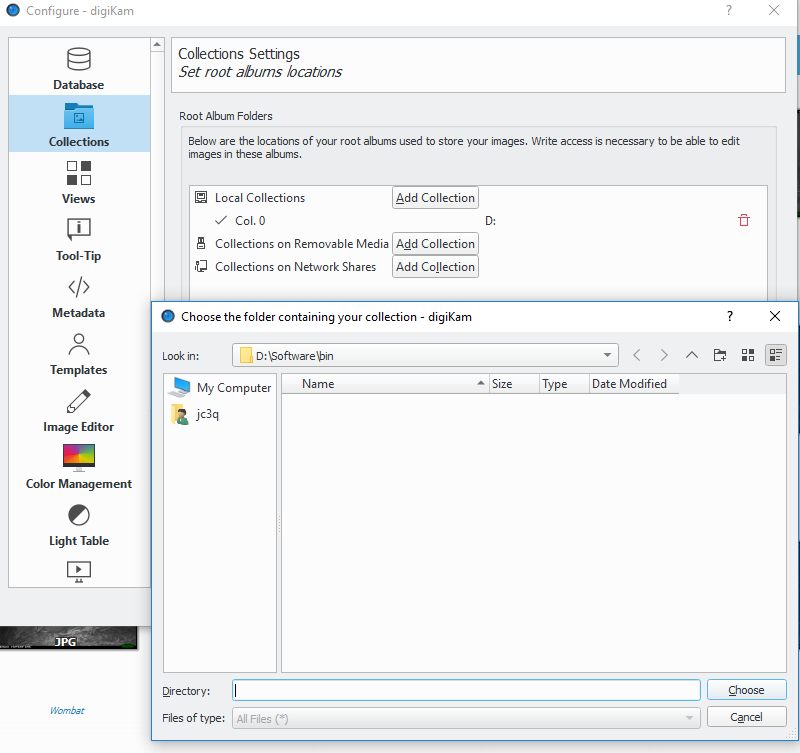 Configure - digiKam
?
Database
Collections
Views
Tool-Tip
Metadata
Templates
Image Editor
Color Management
Light Table
Collections Settings
Set root albums locations
Root Album Folders
Below are the locations of your root albums used to store your images. Write access is necessary to be able to edit
images in these albums.
Local Collections Add Collection
Col. 0 D:
Collections on Removable Media Add Collection
Collections on Network Shares Add Collection
Choose the folder containing your collection - digiKam
?
Look in: D:\Software\bin
My Computer
jc3q
Name Size Type Date Modified
Directory: Choose
Files of type: All Files (*) Cancel
JPG
Wombat